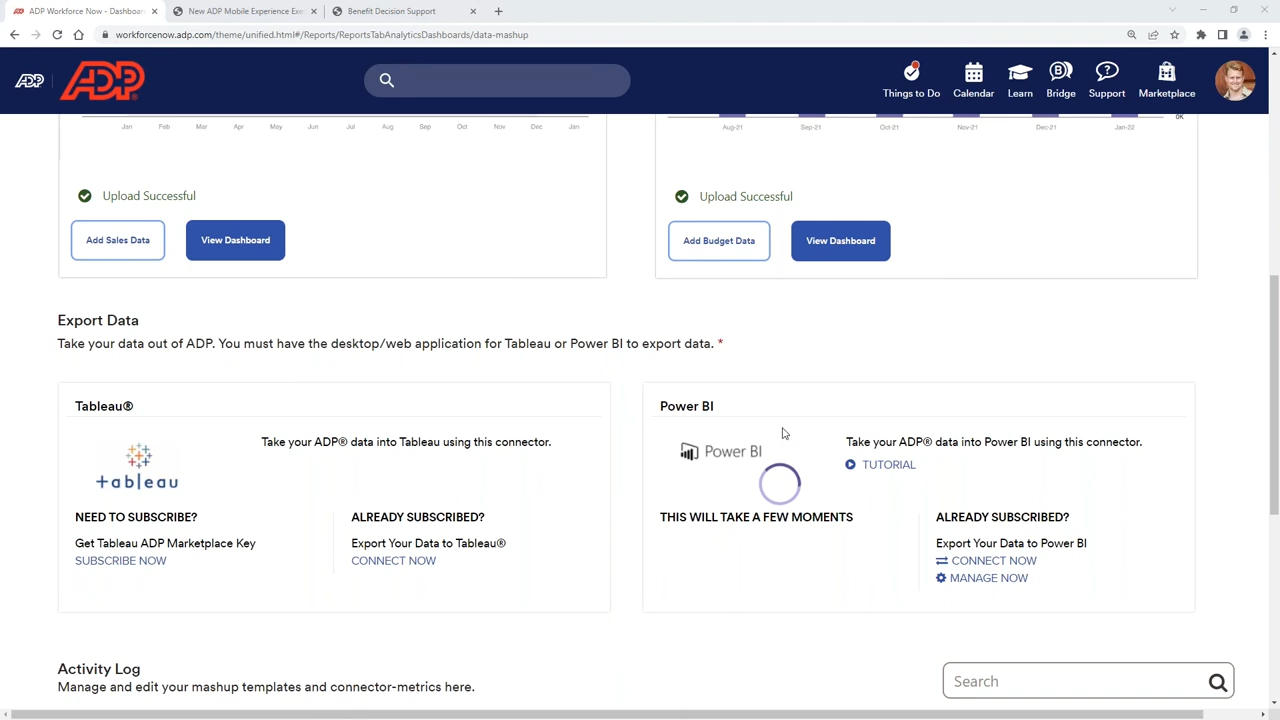 ADP Workforce Now - Dashboar
New ADP Mobile Experience Exe
Benefit Decision Support
workforcenow.adp.com/theme/unified.html#/Reports/ReportsTabAnalyticsDashboards/data-mashup
ADP
ADP
Things to Do
Calendar
Learn
B
Bridge
?
Support
Marketplace
Jan Feb Mar Apr May Jun Jul Aug Sep Oct Nov Dec Jan
Aug-21 Sep-21 Oct-21 Nov-21 Dec-21 Jan-22
0K
Upload Successful
Upload Successful
Add Sales Data
View Dashboard
Add Budget Data
View Dashboard
Export Data
Take your data out of ADP. You must have the desktop/web application for Tableau or Power BI to export data. *
Tableau®
Take your ADP® data into Tableau using this connector.
+ableau
NEED TO SUBSCRIBE?
Get Tableau ADP Marketplace Key
SUBSCRIBE NOW
ALREADY SUBSCRIBED?
Export Your Data to Tableau®
CONNECT NOW
Power BI
Power BI
Take your ADP® data into Power BI using this connector.
TUTORIAL
THIS WILL TAKE A FEW MOMENTS
ALREADY SUBSCRIBED?
Export Your Data to Power BI
CONNECT NOW
MANAGE NOW
Activity Log
Manage and edit your mashup templates and connector-metrics here.
Search